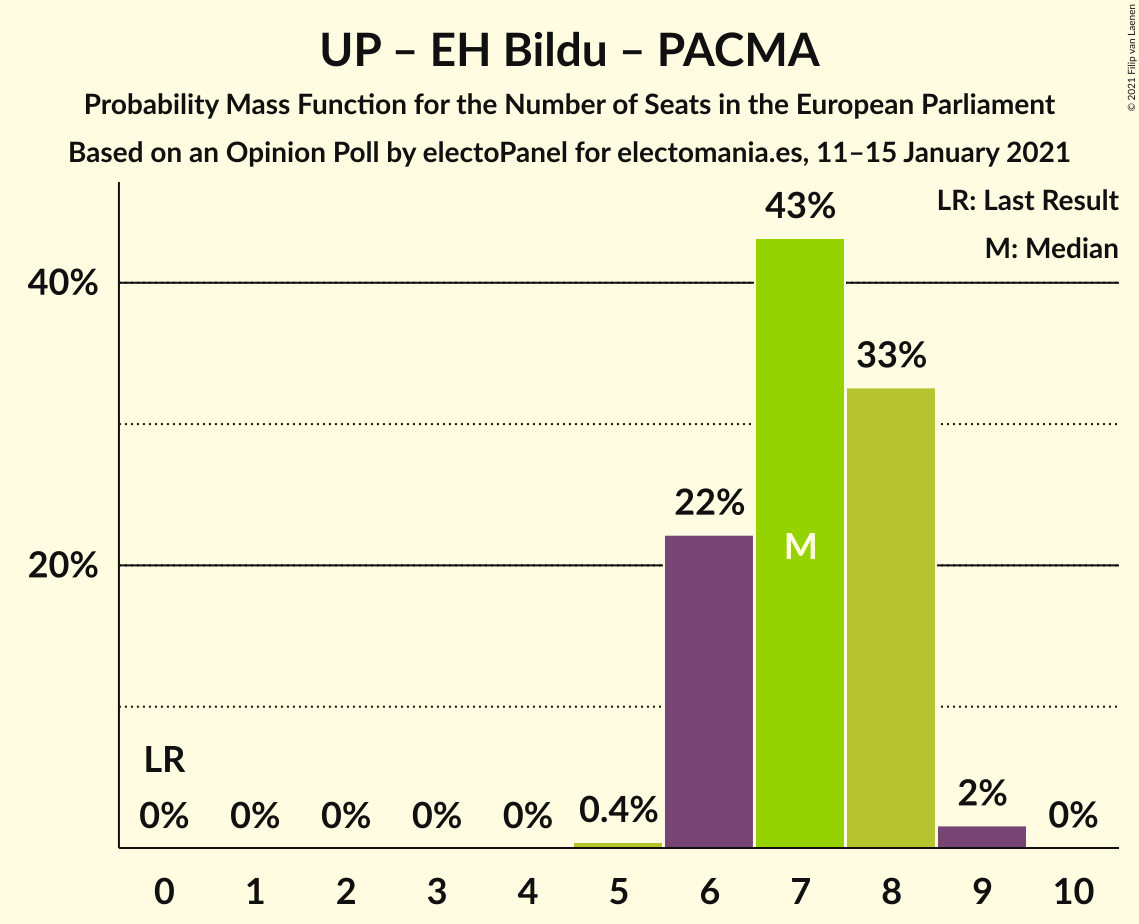 UP – EH Bildu – PACMA
Probability Mass Function for the Number of Seats in the European Parliament
Based on an Opinion Poll by electoPanel for electomania.es, 11–15 January 2021
© 2021 Filip van Laenen
LR: Last Result
M: Median
43%
40%
33%
22%
M
20%
LR
0% 0% 0% 0% 0% 0.4% 2% 0%
0 1 2 3 4 5 6 7 8 9 10